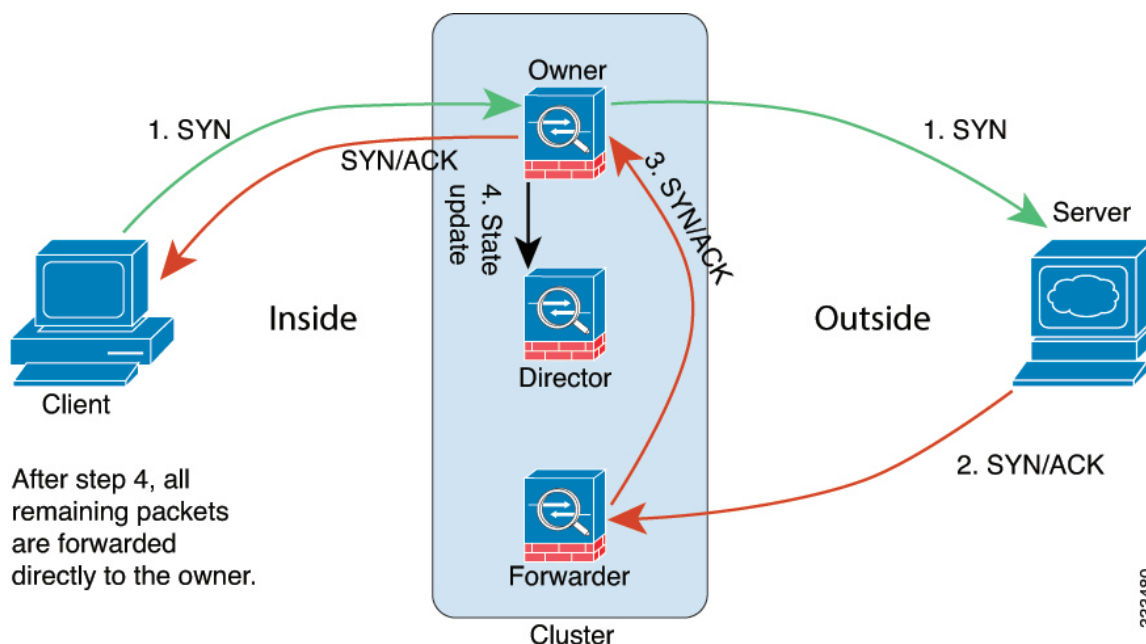 Owner
1. SYN
1. SYN
SYN/ACK
3. SYN/ACK
4. State
update
Server
Inside
Outside
Director
Client
After step 4, all
remaining packets
are forwarded
directly to the owner.
2. SYN/ACK
Forwarder
Cluster
333480